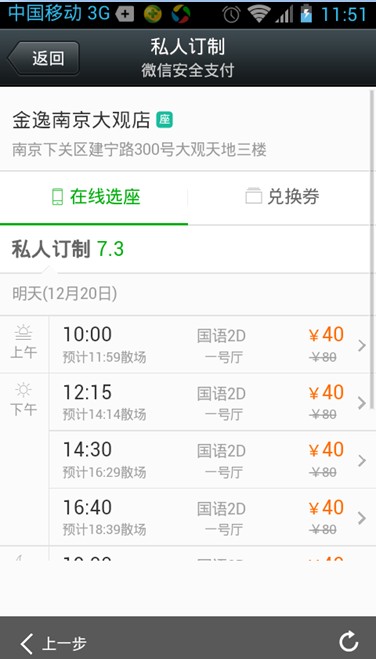 中国移动 3G 11:51
返回
私人订制
微信安全支付
金逸南京大观店 座
南京下关区建宁路300号大观天地三楼
在线选座 兑换券
私人订制 7.3
明天(12月20日)
上午 10:00 国语2D ￥40
预计11:59散场 一号厅 ￥80
下午 12:15 国语2D ￥40
预计14:14散场 一号厅 ￥80
14:30 国语2D ￥40
预计16:29散场 一号厅 ￥80
16:40 国语2D ￥40
预计18:39散场 一号厅 ￥80
上一步